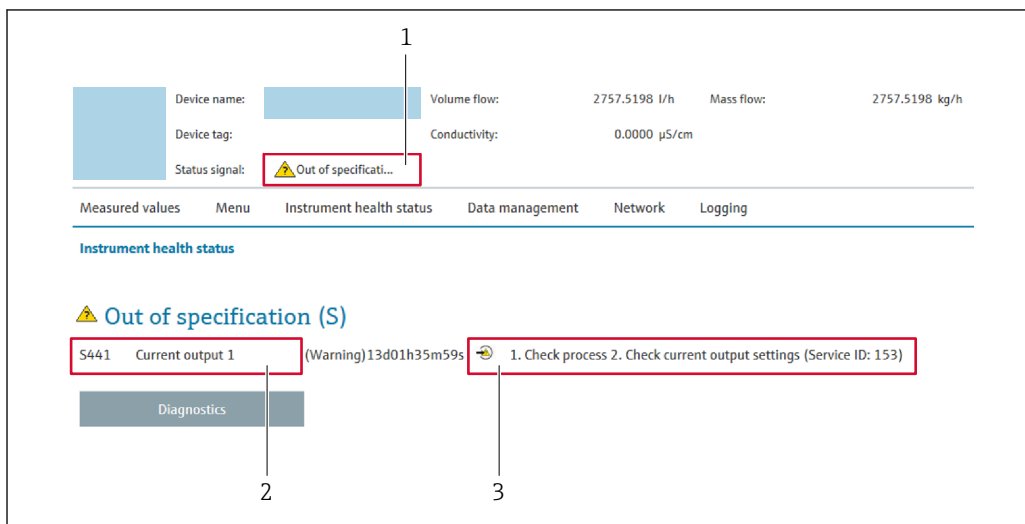 1
Device name: Volume flow: 2757.5198 l/h Mass flow: 2757.5198 kg/h
Device tag: Conductivity: 0.0000 µS/cm
Status signal: Out of specificati...
Measured values Menu Instrument health status Data management Network Logging
Instrument health status
Out of specification (S)
S441 Current output 1 (Warning)13d01h35m59s 1. Check process 2. Check current output settings (Service ID: 153)
Diagnostics
2 3